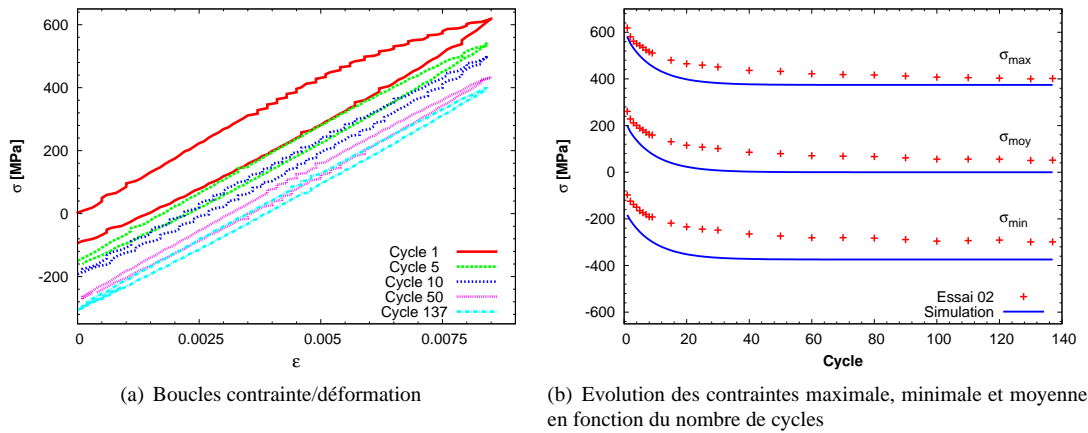 600
400
200
0
-200
σ [MPa]
0
0.0025
0.005
0.0075
ε
Cycle 1
Cycle 5
Cycle 10
Cycle 50
Cycle 137
(a) Boucles contrainte/déformation
600
400
200
0
-200
-400
-600
σ [MPa]
0
20
40
60
80
100
120
140
Cycle
σmax
σmoy
σmin
Essai 02
Simulation
(b) Evolution des contraintes maximale, minimale et moyenne
en fonction du nombre de cycles